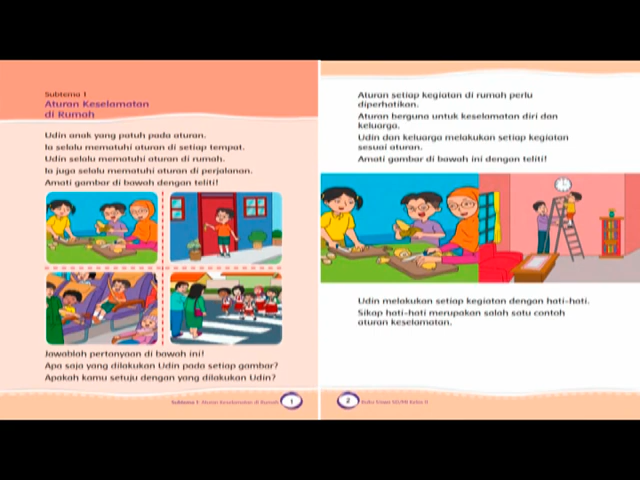 Subtema 1
Aturan Keselamatan
di Rumah
Udin anak yang patuh pada aturan.
Ia selalu mematuhi aturan di setiap tempat.
Udin selalu mematuhi aturan di rumah.
Ia juga selalu mematuhi aturan di perjalanan.
Amati gambar di bawah dengan teliti!
Jawablah pertanyaan di bawah ini!
Apa saja yang dilakukan Udin pada setiap gambar?
Apakah kamu setuju dengan yang dilakukan Udin?
Subtema 1: Aturan Keselamatan di Rumah
1
Aturan setiap kegiatan di rumah perlu
diperhatikan.
Aturan berguna untuk keselamatan diri dan
keluarga.
Udin dan keluarga melakukan setiap kegiatan
sesuai aturan.
Amati gambar di bawah ini dengan teliti!
Udin melakukan setiap kegiatan dengan hati-hati.
Sikap hati-hati merupakan salah satu contoh
aturan keselamatan.
2
Buku Siswa SD/MI Kelas II